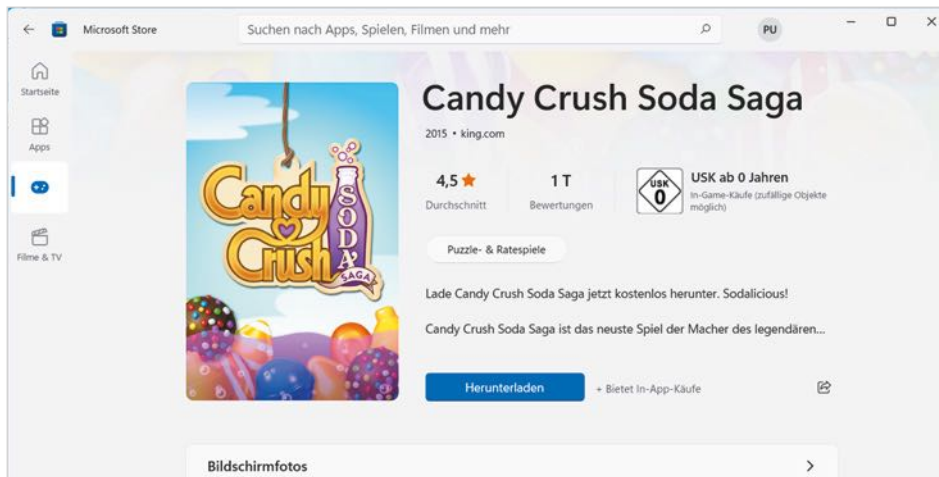 Microsoft Store
Suchen nach Apps, Spielen, Filmen und mehr
PU
Startseite
Apps
Filme & TV
Candy
Crush
SODA
SAGA
Candy Crush Soda Saga
2015 • king.com
4,5
Durchschnitt
1 T
Bewertungen
USK
0
USK ab 0 Jahren
In-Game-Käufe (zufällige Objekte
möglich)
Puzzle- & Ratespiele
Lade Candy Crush Soda Saga jetzt kostenlos herunter. Sodalicious!
Candy Crush Soda Saga ist das neuste Spiel der Macher des legendären...
Herunterladen
+ Bietet In-App-Käufe
Bildschirmfotos